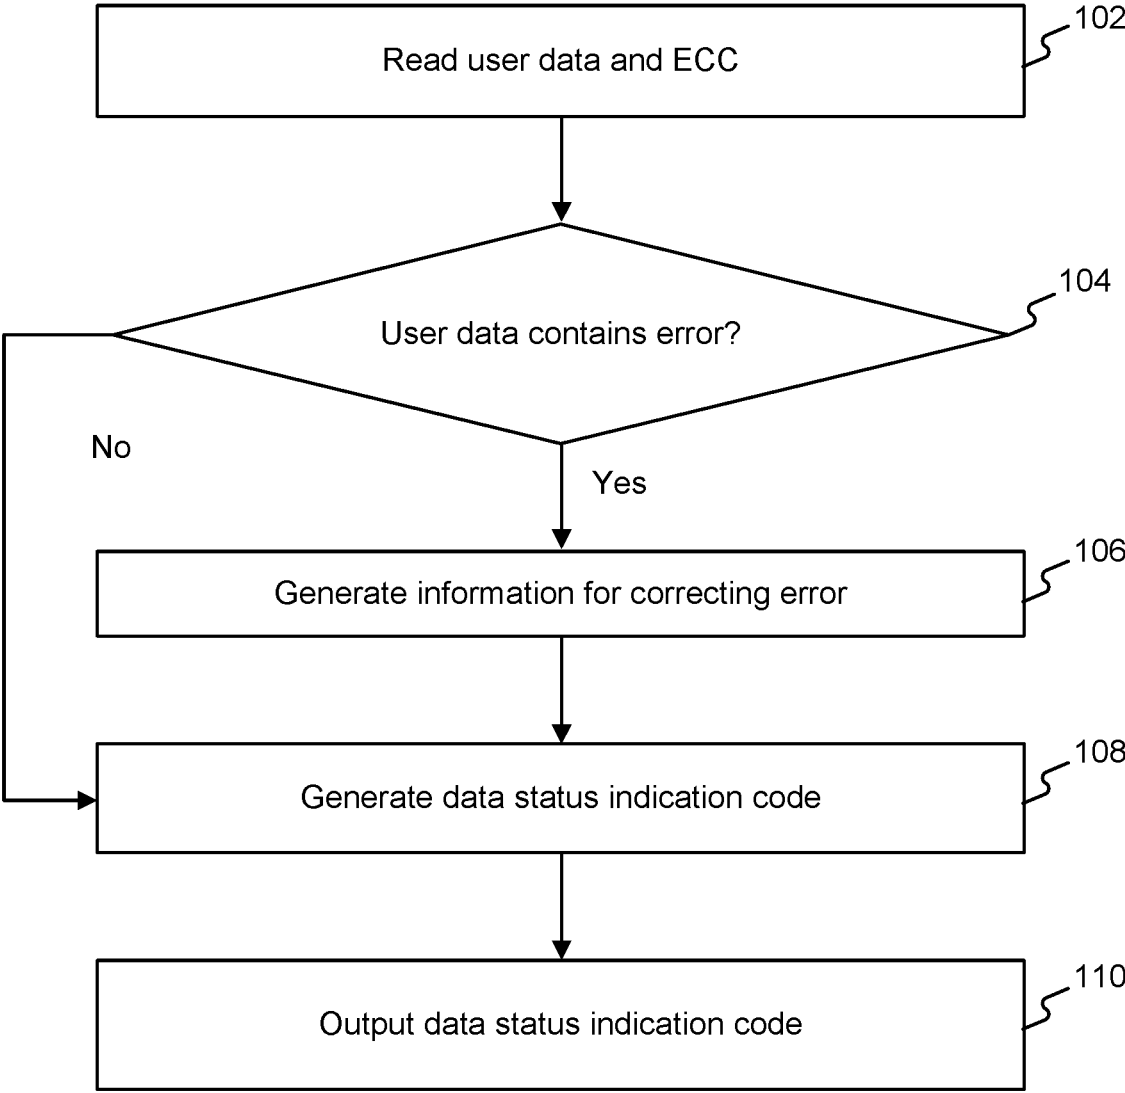 102
Read user data and ECC
104
User data contains error?
No
Yes
106
Generate information for correcting error
108
Generate data status indication code
110
Output data status indication code